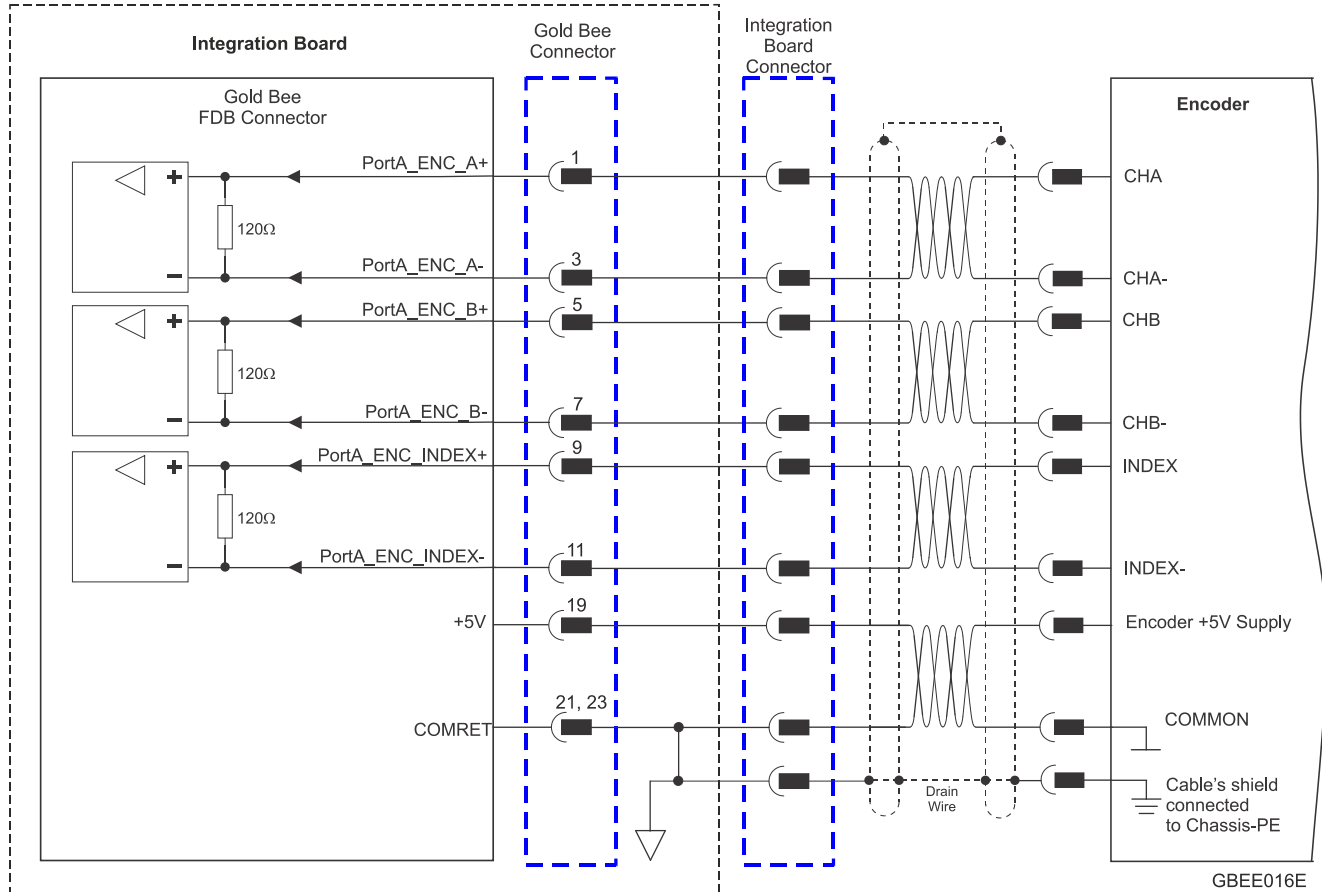 Integration Board
Gold Bee
Connector
Integration
Board
Connector
Gold Bee
FDB Connector
Encoder
PortA_ENC_A+
1
+
CHA
120Ω
PortA_ENC_A-
3
−
CHA-
PortA_ENC_B+
5
+
CHB
120Ω
PortA_ENC_B-
7
−
CHB-
PortA_ENC_INDEX+
9
+
INDEX
120Ω
PortA_ENC_INDEX-
11
−
INDEX-
+5V
19
Encoder +5V Supply
COMRET
21, 23
COMMON
Drain
Wire
Cable's shield
connected
to Chassis-PE
GBEE016E